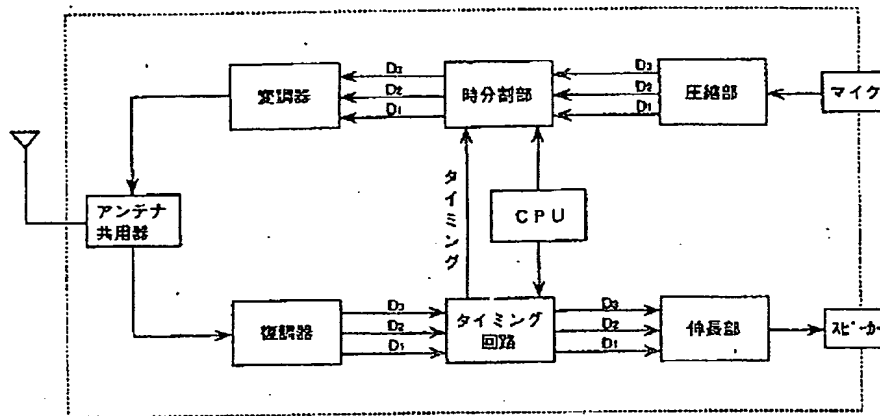 変調器
D3
D2
D1
時分割部
D3
D2
D1
圧縮部
マイク
アンテナ
共用器
タイミング
CPU
復調器
D3
D2
D1
タイミング
回路
D3
D2
D1
伸長部
スピーカー